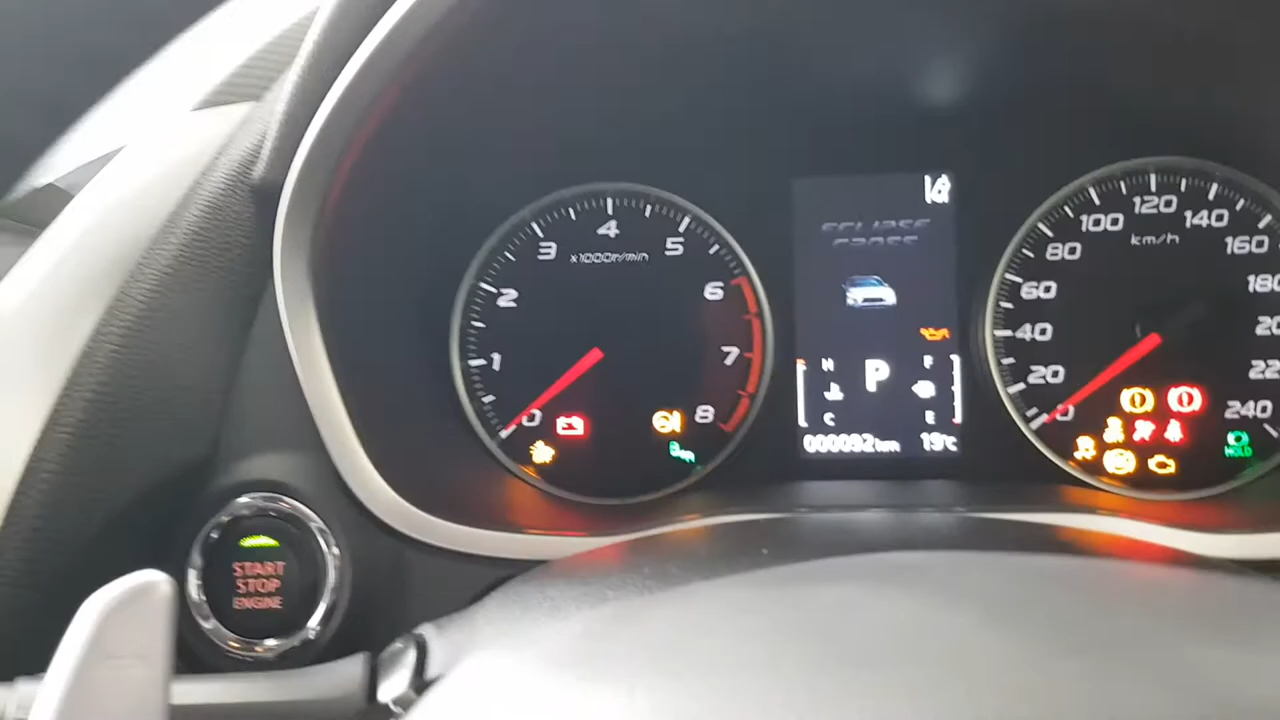 4
3
5
x1000r/min
2
6
1
7
0
8
ECLIPSE
CROSS
N
F
P
C
E
000092km
19°C
120
100
140
km/h
80
160
60
40
20
240
0
HOLD
START
STOP
ENGINE